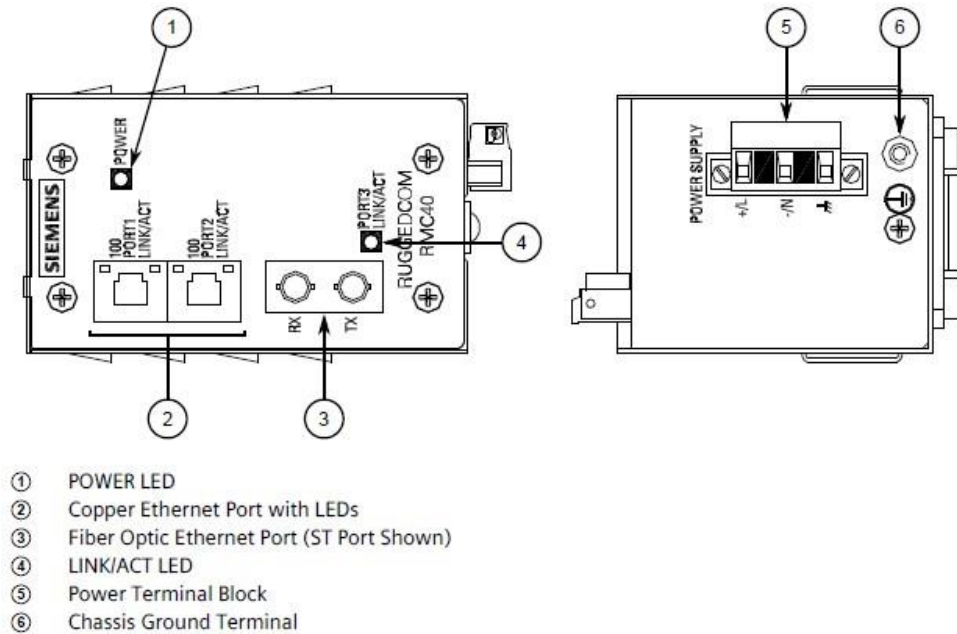 1
5
6
POWER
PORT3
LINK/ACT
4
SIEMENS
100
PORT1
LINK/ACT
100
PORT2
LINK/ACT
RX
TX
RUGGEDCOM
RMC40
POWER SUPPLY
+/L
-/N
2
3
1 POWER LED
2 Copper Ethernet Port with LEDs
3 Fiber Optic Ethernet Port (ST Port Shown)
4 LINK/ACT LED
5 Power Terminal Block
6 Chassis Ground Terminal